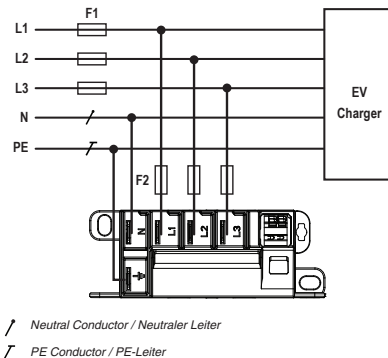 F1
L1
L2
L3
N
PE
EV
Charger
F2
N
L1
L2
L3
Neutral Conductor / Neutraler Leiter
PE Conductor / PE-Leiter